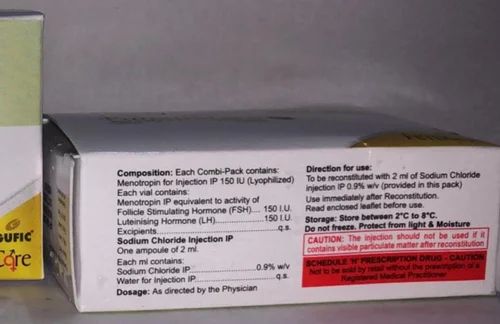 GUFIC
care
Composition: Each Combi-Pack contains:
Menotropin for Injection IP 150 IU (Lyophilized)
Each vial contains:
Menotropin IP equivalent to activity of
Follicle Stimulating Hormone (FSH).... 150 I.U.
Luteinising Hormone (LH)................... 150 I.U.
Excipients.......................................q.s.
Sodium Chloride Injection IP
One ampoule of 2 ml.
Each ml contains:
Sodium Chloride IP......................0.9% w/v
Water for Injection IP.........................q.s.
Dosage: As directed by the Physician
Direction for use:
To be reconstituted with 2 ml of Sodium Chloride
injection IP 0.9% w/v (provided in this pack)
Use immediately after Reconstitution.
Read enclosed leaflet before use.
Storage: Store between 2°C to 8°C.
Do not freeze. Protect from light & Moisture
CAUTION: The injection should not be used if it
contains visible particulate matter after reconstitution
SCHEDULE 'H' PRESCRIPTION DRUG - CAUTION
Not to be sold by retail without the prescription of a
Registered Medical Practitioner